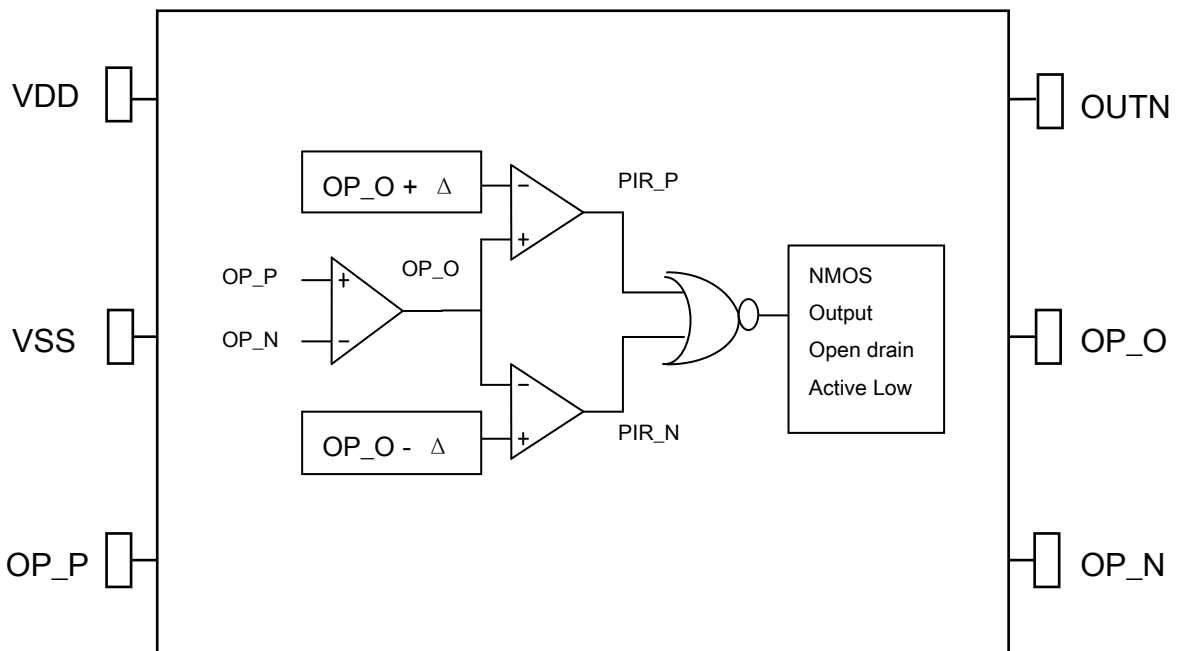 VDD
OUTN
OP_O + Δ
−
+
PIR_P
OP_P
OP_N
+
−
OP_O
NMOS
Output
Open drain
Active Low
VSS
OP_O
−
+
OP_O - Δ
PIR_N
OP_P
OP_N